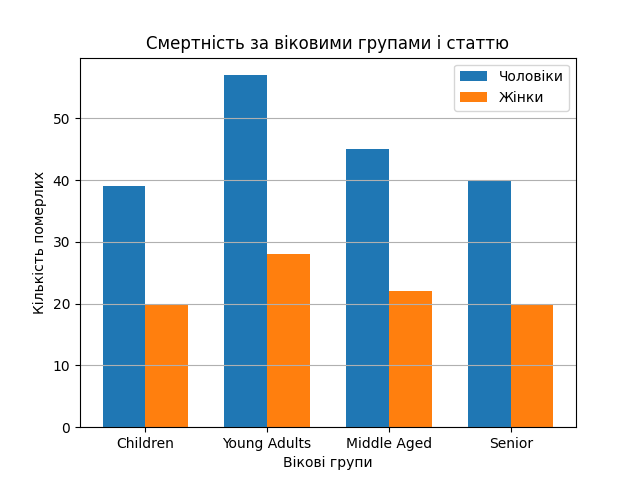 Смертність за віковими групами і статтю
Чоловіки
Жінки
Кількість померлих
50
40
30
20
10
0
Children Young Adults Middle Aged Senior
Вікові групи